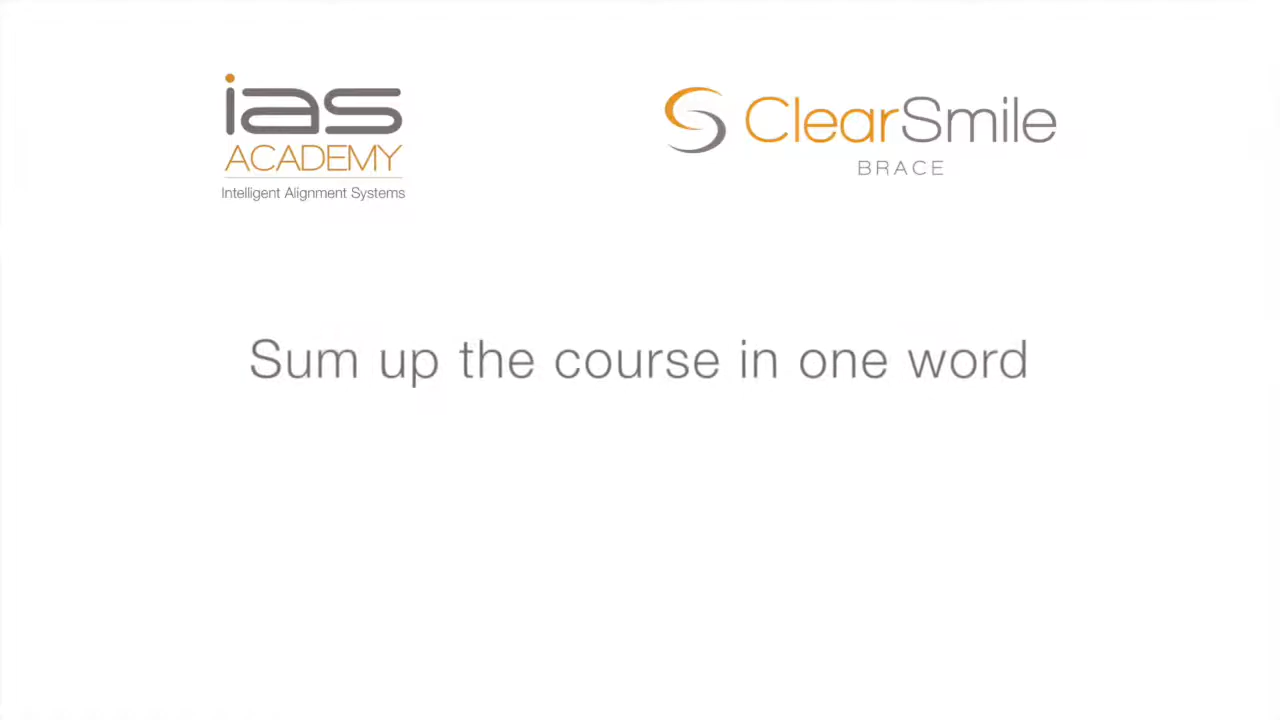 ias
ACADEMY
Intelligent Alignment Systems
ClearSmile
BRACE
Sum up the course in one word